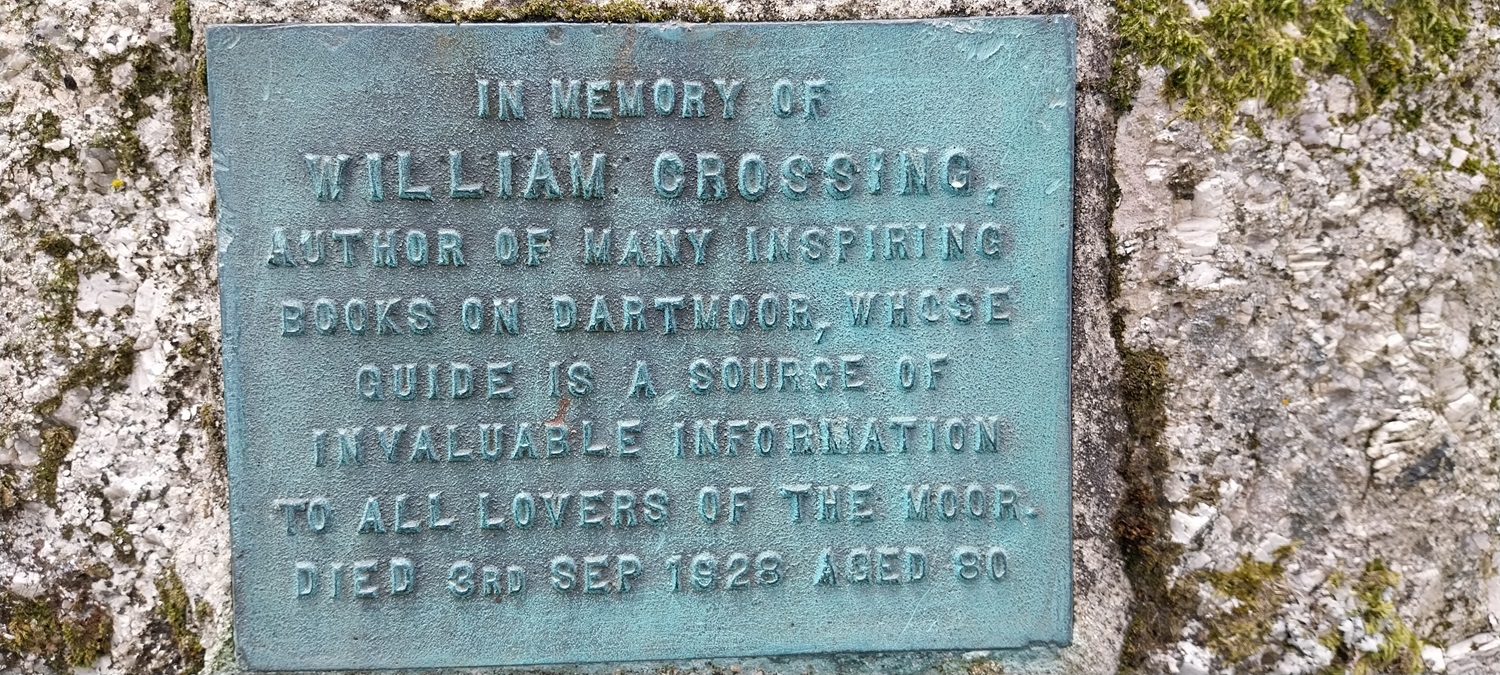 IN MEMORY OF
WILLIAM CROSSING,
AUTHOR OF MANY INSPIRING
BOOKS ON DARTMOOR, WHOSE
GUIDE IS A SOURCE OF
INVALUABLE INFORMATION
TO ALL LOVERS OF THE MOOR.
DIED 3RD SEP 1928 AGED 80